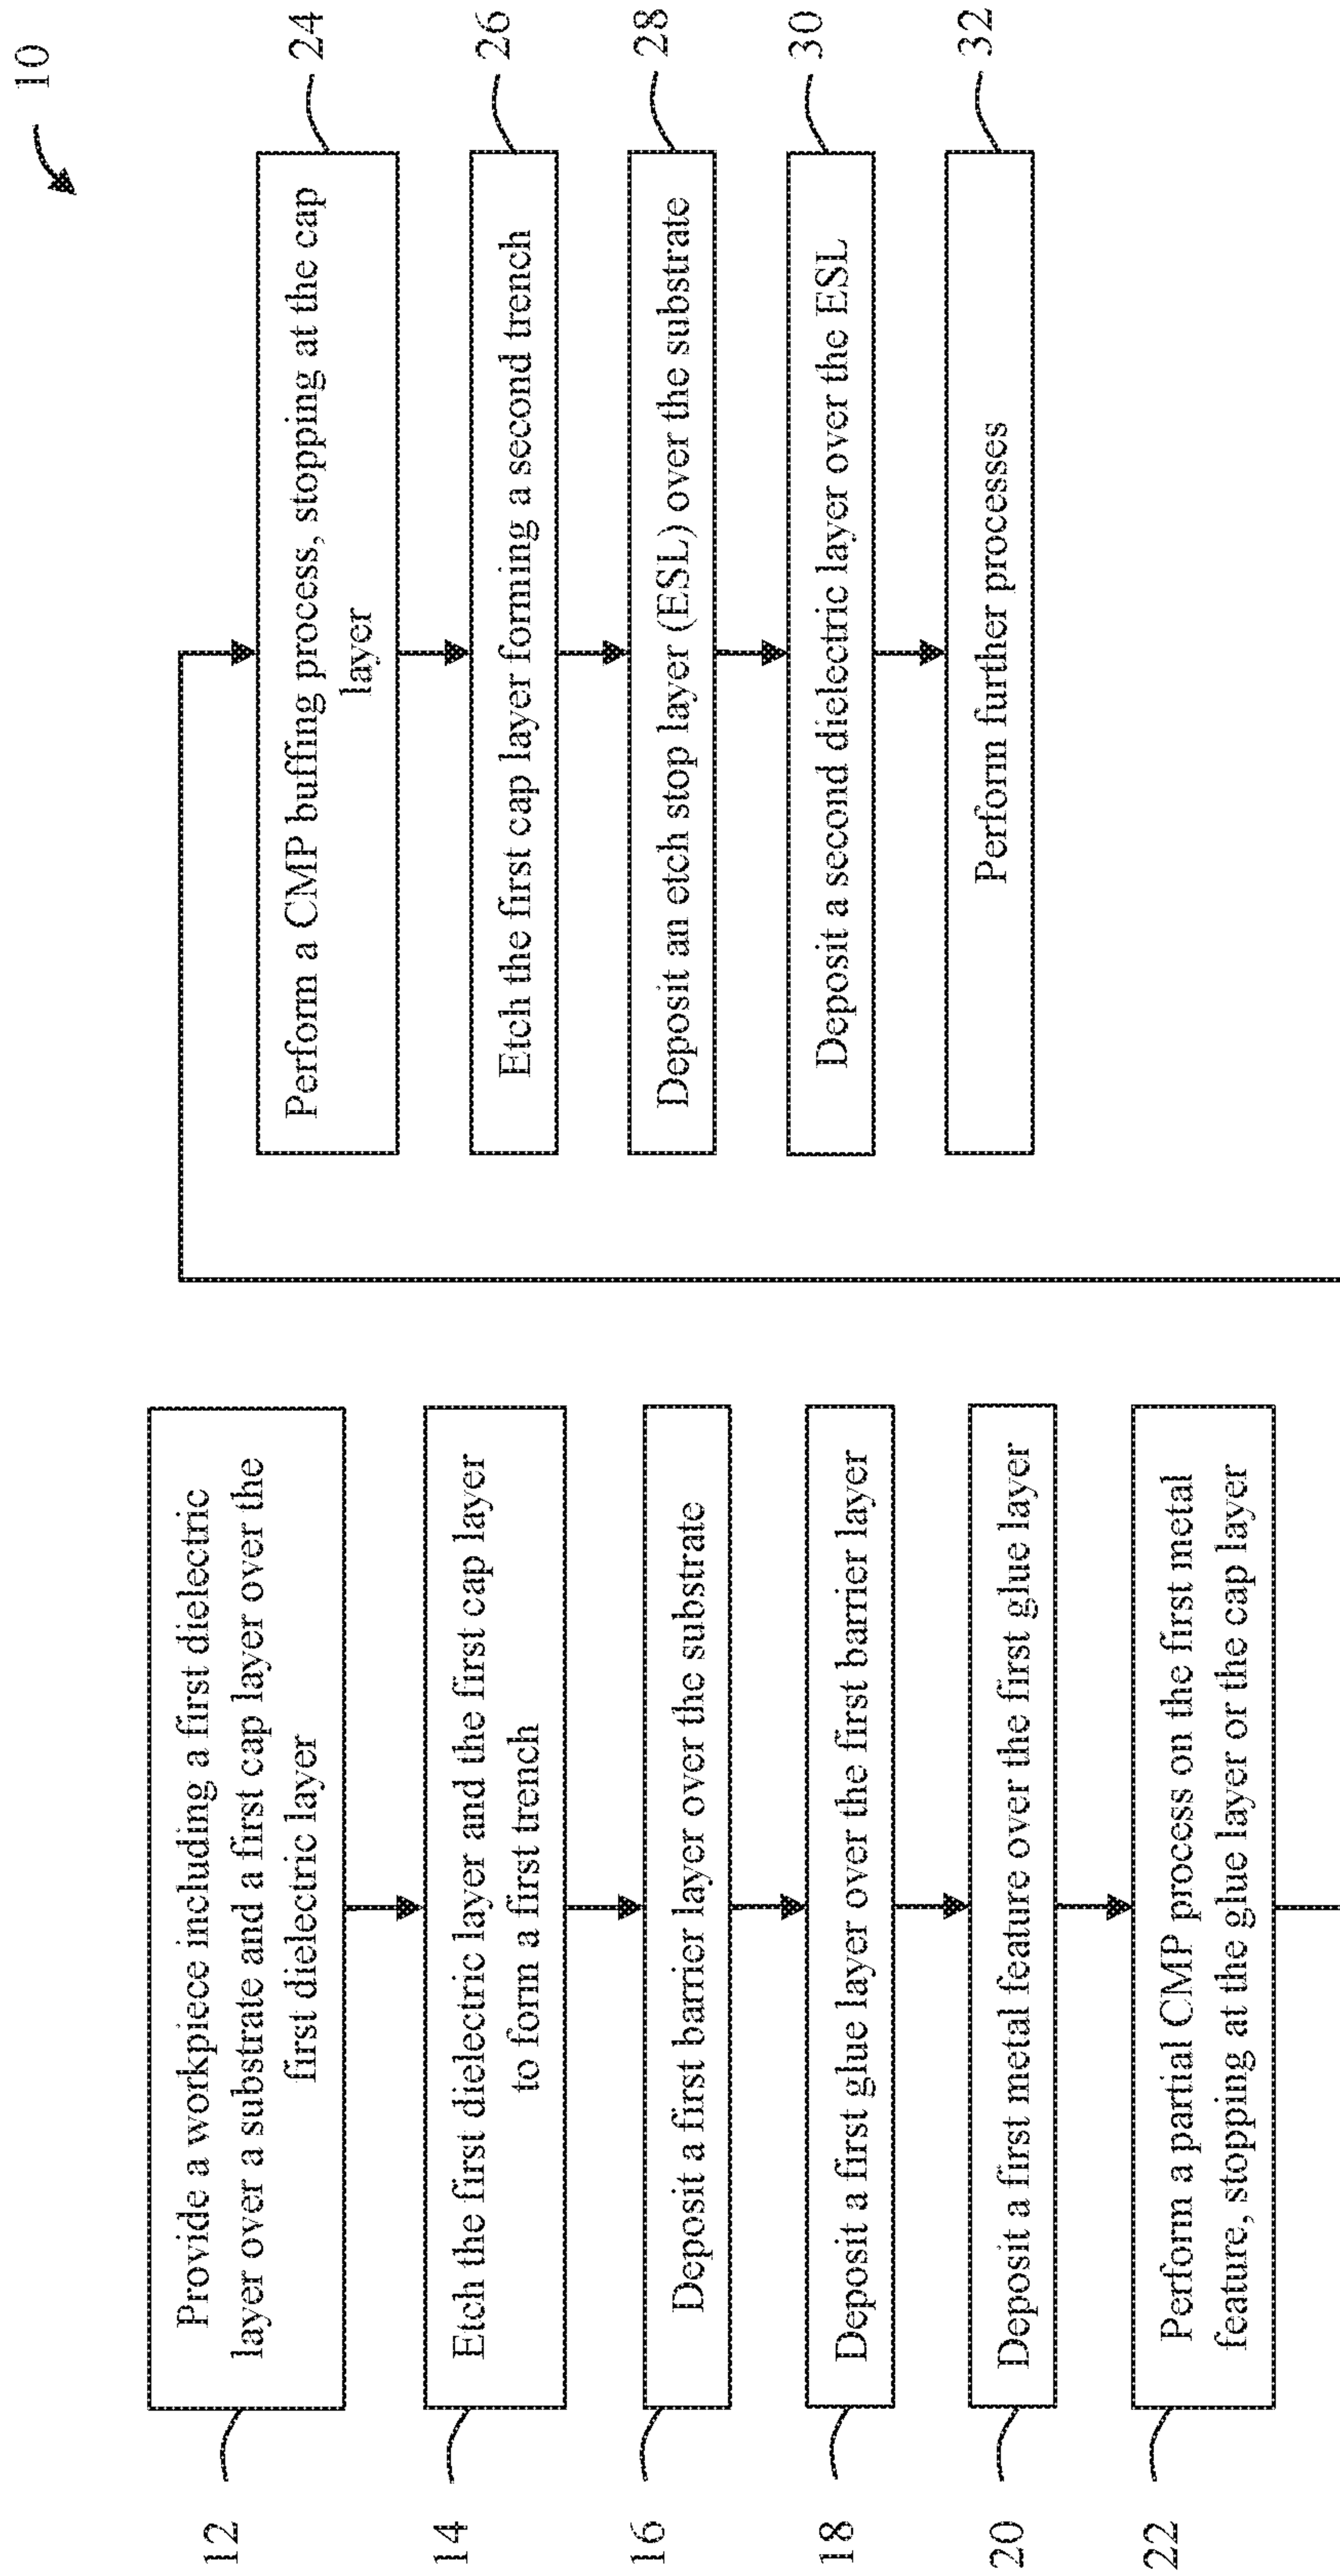 10
12
Provide a workpiece including a first dielectric
layer over a substrate and a first cap layer over the
first dielectric layer
14
Etch the first dielectric layer and the first cap layer
to form a first trench
16
Deposit a first barrier layer over the substrate
18
Deposit a first glue layer over the first barrier layer
20
Deposit a first metal feature over the first glue layer
22
Perform a partial CMP process on the first metal
feature, stopping at the glue layer or the cap layer
Perform a CMP buffing process, stopping at the cap
layer
24
Etch the first cap layer forming a second trench
26
Deposit an etch stop layer (ESL) over the substrate
28
Deposit a second dielectric layer over the ESL
30
Perform further processes
32